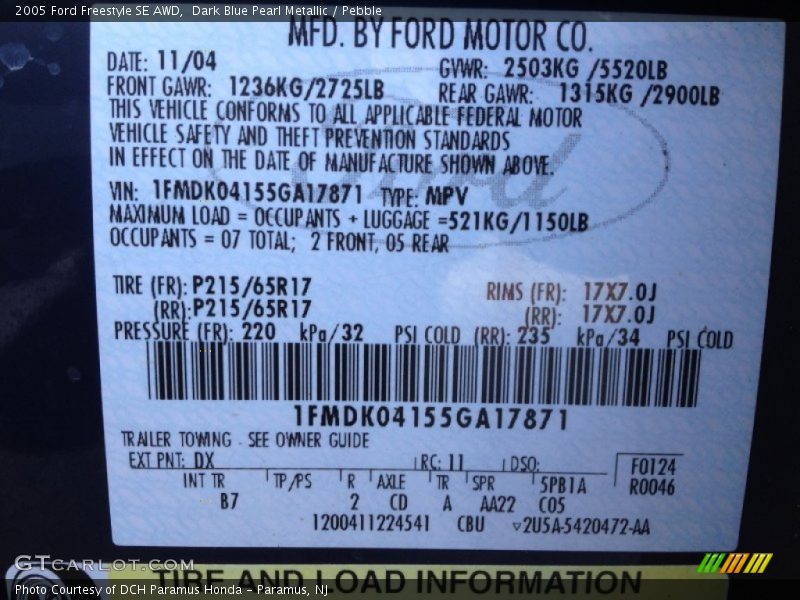 2005 Ford Freestyle SE AWD, Dark Blue Pearl Metallic / Pebble
MFD. BY FORD MOTOR CO.
DATE: 11/04 GVWR: 2503KG /5520LB
FRONT GAWR: 1236KG/2725LB REAR GAWR: 1315KG /2900LB
THIS VEHICLE CONFORMS TO ALL APPLICABLE FEDERAL MOTOR
VEHICLE SAFETY AND THEFT PREVENTION STANDARDS
IN EFFECT ON THE DATE OF MANUFACTURE SHOWN ABOVE.
Ford
VIN: 1FMDK04155GA17871 TYPE: MPV
MAXIMUM LOAD = OCCUPANTS + LUGGAGE =521KG/1150LB
OCCUPANTS = 07 TOTAL; 2 FRONT, 05 REAR
TIRE (FR): P215/65R17 RIMS (FR): 17X7.0J
(RR): P215/65R17 (RR): 17X7.0J
PRESSURE (FR): 220 kPa/32 PSI COLD (RR): 235 kPa/34 PSI COLD
1FMDK04155GA17871
TRAILER TOWING - SEE OWNER GUIDE
EXT PNT: DX RC: 11 DSO: F0124
INT TR TP/PS R AXLE TR SPR SPB1A R0046
B7 2 CD A AA22 C05
1200411224541 CBU ▽2U5A-5420472-AA
GTCARLOT.COM
TIRE AND LOAD INFORMATION
Photo Courtesy of DCH Paramus Honda - Paramus, NJ